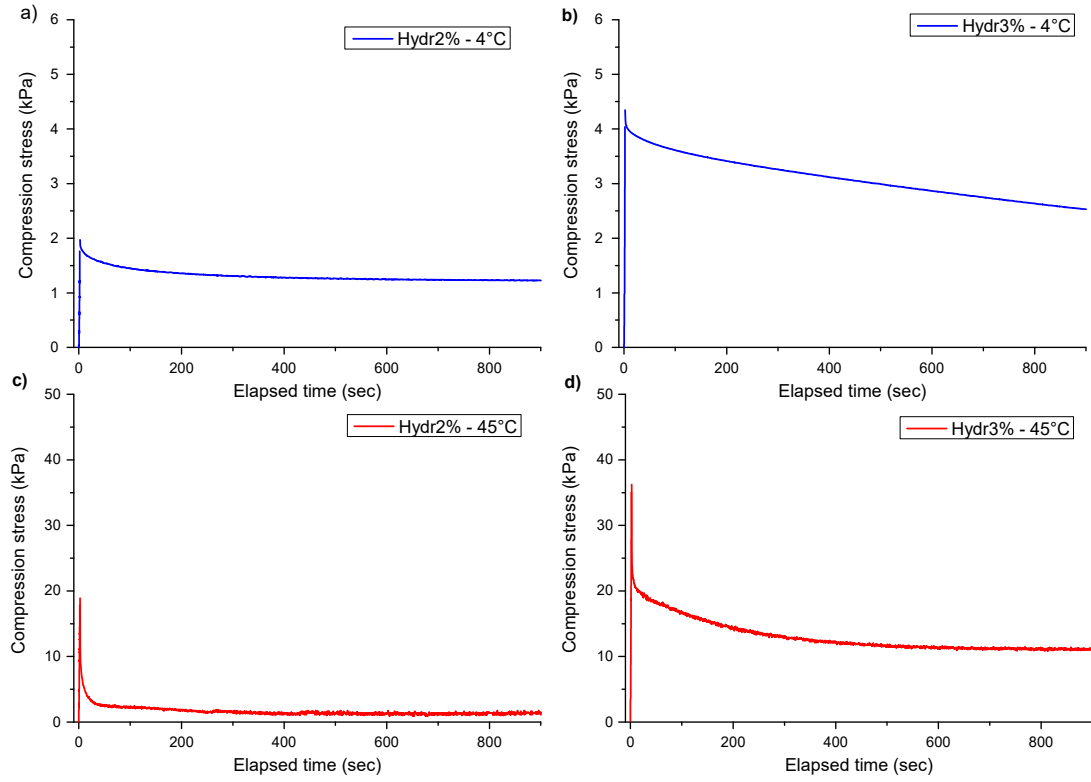 a)
Hydr2% - 4°C
Compression stress (kPa)
6
5
4
3
2
1
0
0 200 400 600 800
Elapsed time (sec)
b)
Hydr3% - 4°C
Compression stress (kPa)
6
5
4
3
2
1
0
0 200 400 600 800
Elapsed time (sec)
c)
Hydr2% - 45°C
Compression stress (kPa)
50
40
30
20
10
0
0 200 400 600 800
Elapsed time (sec)
d)
Hydr3% - 45°C
Compression stress (kPa)
50
40
30
20
10
0
0 200 400 600 800
Elapsed time (sec)